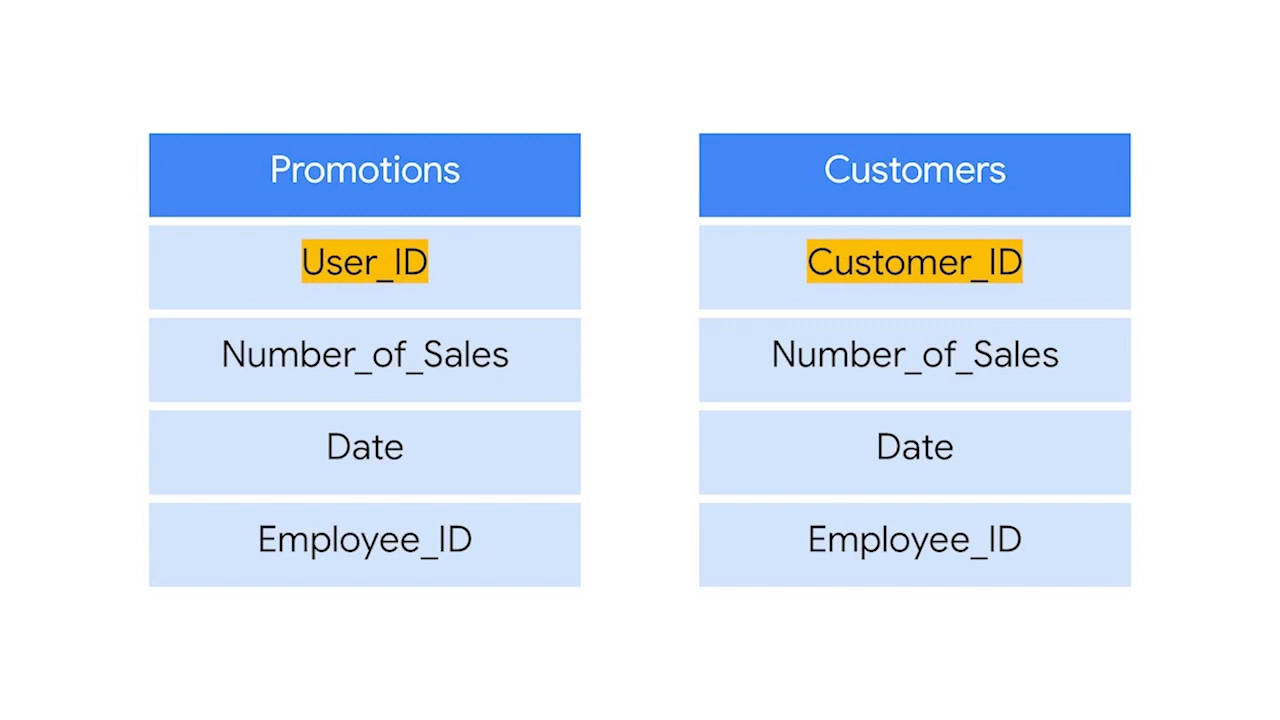 Promotions
User_ID
Number_of_Sales
Date
Employee_ID
Customers
Customer_ID
Number_of_Sales
Date
Employee_ID